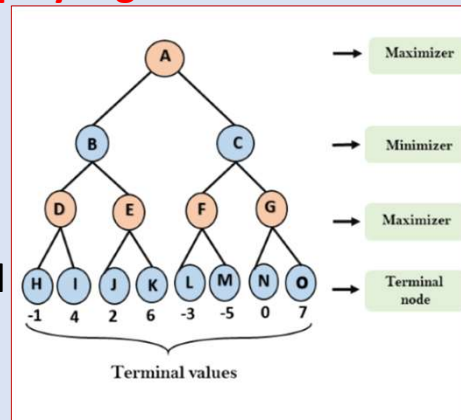 A
Maximizer
B C
Minimizer
D E F G
Maximizer
H I J K L M N O
Terminal
node
-1 4 2 6 -3 -5 0 7
Terminal values